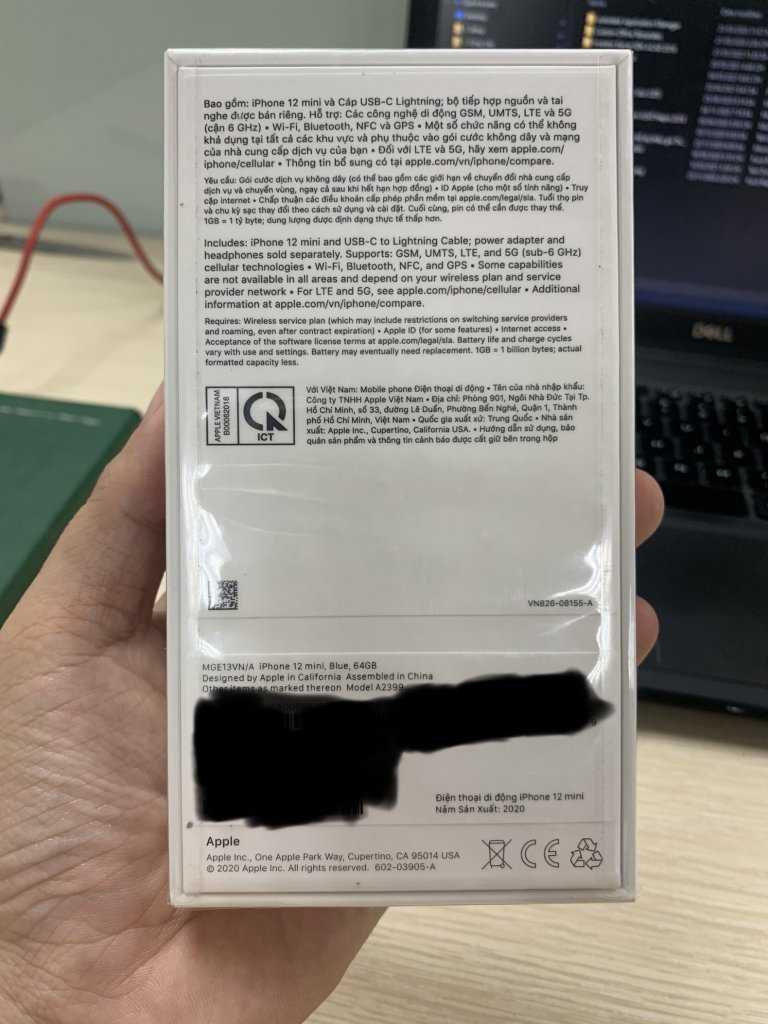 Bao gồm: iPhone 12 mini và Cáp USB-C Lightning; bộ tiếp hợp nguồn và tai
nghe được bán riêng. Hỗ trợ: Các công nghệ di động GSM, UMTS, LTE và 5G
(cận 6 GHz) • Wi-Fi, Bluetooth, NFC và GPS • Một số chức năng có thể không
khả dụng tại tất cả các khu vực và phụ thuộc vào gói cước không dây và mạng
của nhà cung cấp dịch vụ của bạn • Đối với LTE và 5G, hãy xem apple.com/
iphone/cellular • Thông tin bổ sung có tại apple.com/vn/iphone/compare.
Yêu cầu: Gói cước dịch vụ không dây (có thể bao gồm các giới hạn về chuyển đổi nhà cung cấp
dịch vụ và chuyển vùng, ngay cả sau khi hết hạn hợp đồng) • ID Apple (cho một số tính năng) • Truy
cập internet • Chấp thuận các điều khoản cấp phép phần mềm tại apple.com/legal/sla. Tuổi thọ pin
và chu kỳ sạc thay đổi theo cách sử dụng và cài đặt. Cuối cùng, pin có thể cần được thay thế.
1GB = 1 tỷ byte; dung lượng được định dạng thực tế thấp hơn.
Includes: iPhone 12 mini and USB-C to Lightning Cable; power adapter and
headphones sold separately. Supports: GSM, UMTS, LTE, and 5G (sub-6 GHz)
cellular technologies • Wi-Fi, Bluetooth, NFC, and GPS • Some capabilities
are not available in all areas and depend on your wireless plan and service
provider network • For LTE and 5G, see apple.com/iphone/cellular • Additional
information at apple.com/vn/iphone/compare.
Requires: Wireless service plan (which may include restrictions on switching service providers
and roaming, even after contract expiration) • Apple ID (for some features) • Internet access •
Acceptance of the software license terms at apple.com/legal/sla. Battery life and charge cycles
vary with use and settings. Battery may eventually need replacement. 1GB = 1 billion bytes; actual
formatted capacity less.
APPLE VIETNAM
B00062016
ICT
Với Việt Nam: Mobile phone Điện thoại di động • Tên của nhà nhập khẩu:
Công ty TNHH Apple Việt Nam • Địa chỉ: Phòng 901, Ngôi Nhà Đức Tại Tp.
Hồ Chí Minh, số 33, đường Lê Duẩn, Phường Bến Nghé, Quận 1, Thành
phố Hồ Chí Minh, Việt Nam • Quốc gia xuất xứ: Trung Quốc • Nhà sản
xuất: Apple Inc., Cupertino, California USA. • Hướng dẫn sử dụng, bảo
quản sản phẩm và thông tin cảnh báo được cất giữ bên trong hộp
VN826-08155-A
MGE13VN/A iPhone 12 mini, Blue, 64GB
Designed by Apple in California Assembled in China
Other items as marked thereon Model A2399
Điện thoại di động iPhone 12 mini
Năm Sản Xuất: 2020
Apple
Apple Inc., One Apple Park Way, Cupertino, CA 95014 USA
© 2020 Apple Inc. All rights reserved. 602-03905-A
CE
DELL